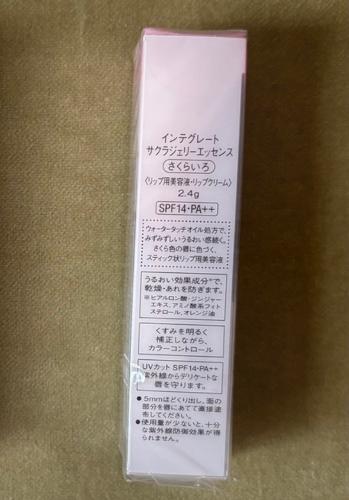 インテグレート
サクラジェリーエッセンス
さくらいろ
〈リップ用美容液・リップクリーム〉
2.4g
SPF14・PA++
ウォータータッチオイル処方で、
みずみずしいうるおい感続く。
さくら色の唇に色づく、
スティック状リップ用美容液
うるおい効果成分※で、
乾燥・あれを防ぎます。
※ヒアルロン酸・ジンジャー
エキス、アミノ酸系フィト
ステロール、オレンジ油
くすみを明るく
補正しながら、
カラーコントロール
UVカット SPF14・PA++
紫外線からデリケートな
唇を守ります。
●5mmほどくり出し、面の
部分を唇にあてて直接塗
布してください。
●使用量が少ないと、十分
な紫外線防御効果が得
られません。